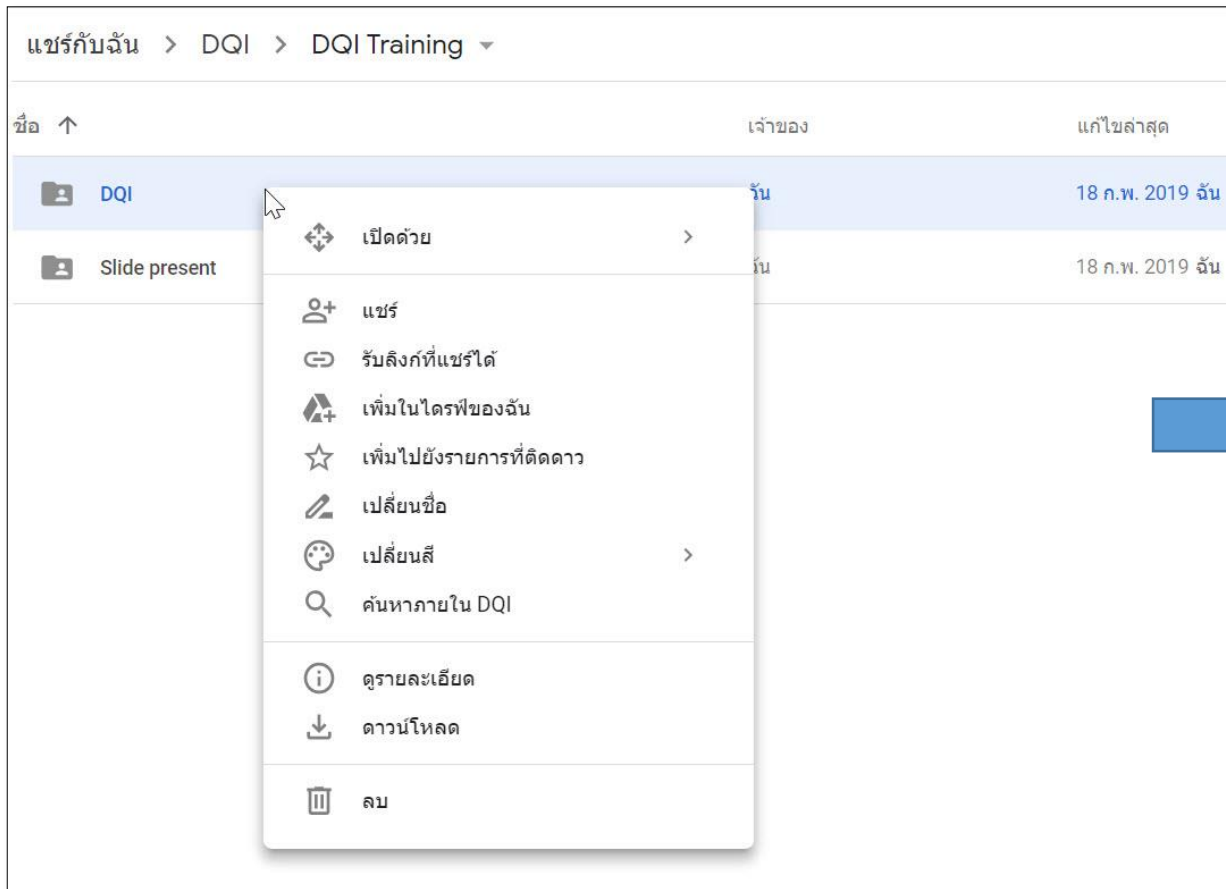 แชร์กับฉัน > DQI > DQI Training
ชื่อ ↑ เจ้าของ แก้ไขล่าสุด
DQI ฉัน 18 ก.พ. 2019 ฉัน
Slide present ฉัน 18 ก.พ. 2019 ฉัน
เปิดด้วย
แชร์
รับลิงก์ที่แชร์ได้
เพิ่มในไดรฟ์ของฉัน
เพิ่มไปยังรายการที่ติดดาว
เปลี่ยนชื่อ
เปลี่ยนสี
ค้นหาภายใน DQI
ดูรายละเอียด
ดาวน์โหลด
ลบ